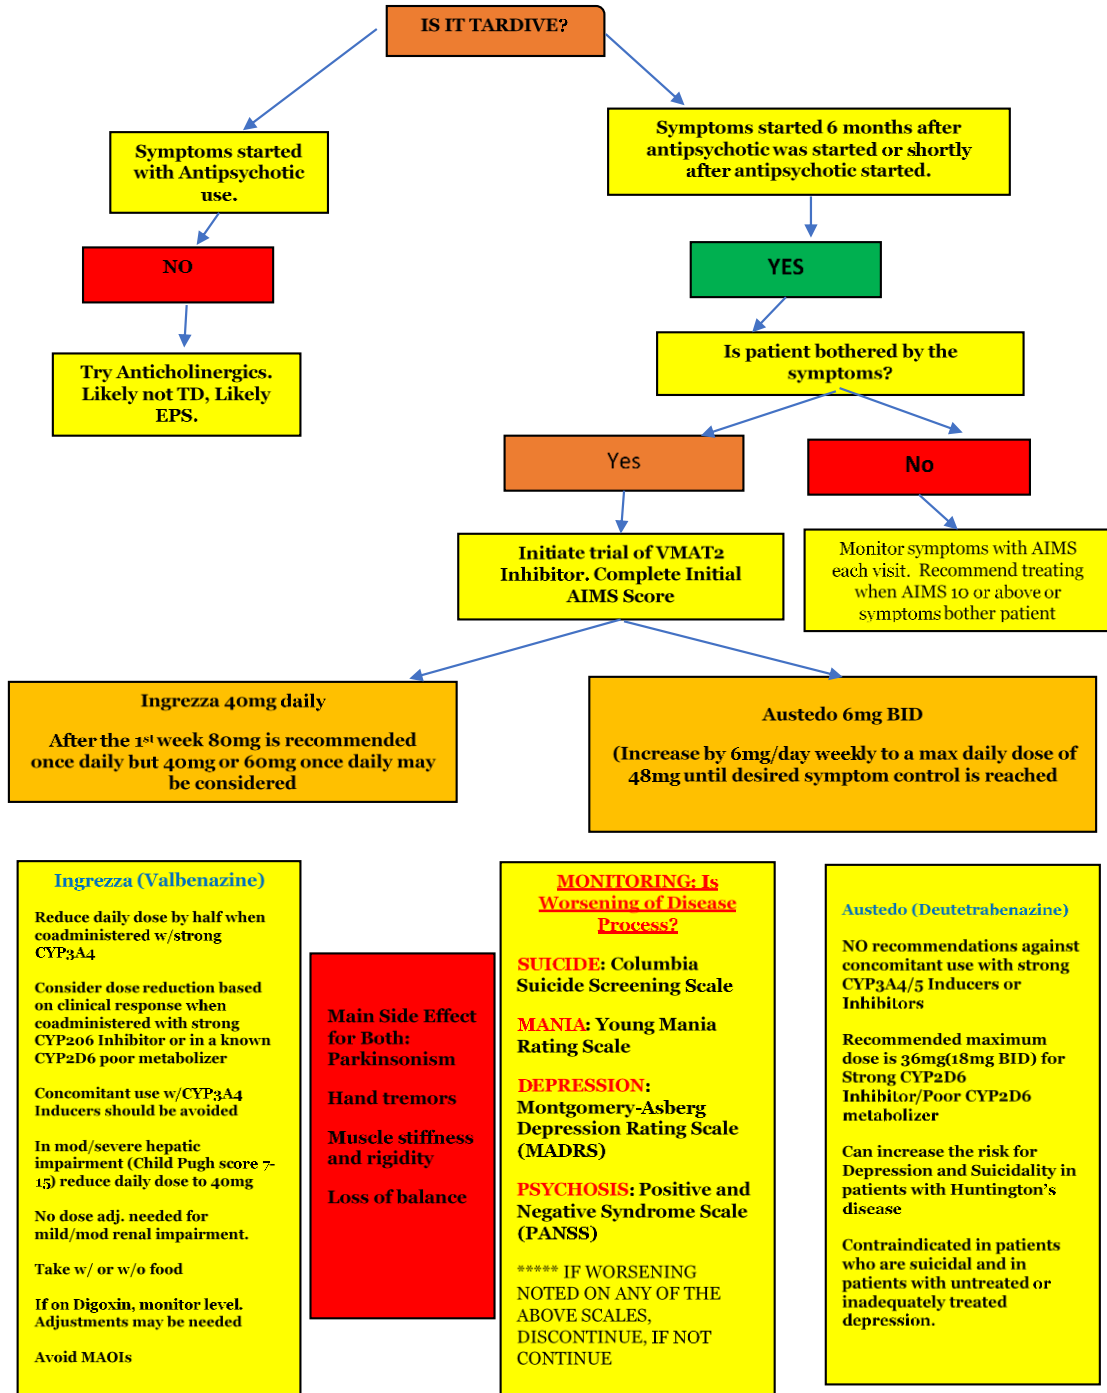 IS IT TARDIVE?
Symptoms started
with Antipsychotic
use.
Symptoms started 6 months after
antipsychotic was started or shortly
after antipsychotic started.
NO
YES
Try Anticholinergics.
Likely not TD, Likely
EPS.
Is patient bothered by the
symptoms?
Yes
No
Initiate trial of VMAT2
Inhibitor. Complete Initial
AIMS Score
Monitor symptoms with AIMS
each visit. Recommend treating
when AIMS 10 or above or
symptoms bother patient
Ingrezza 40mg daily
After the 1st week 80mg is recommended
once daily but 40mg or 60mg once daily may
be considered
Austedo 6mg BID
(Increase by 6mg/day weekly to a max daily dose of
48mg until desired symptom control is reached
Ingrezza (Valbenazine)
Reduce daily dose by half when
coadministered w/strong
CYP3A4
Consider dose reduction based
on clinical response when
coadministered with strong
CYP206 Inhibitor or in a known
CYP2D6 poor metabolizer
Concomitant use w/CYP3A4
Inducers should be avoided
In mod/severe hepatic
impairment (Child Pugh score 7-
15) reduce daily dose to 40mg
No dose adj. needed for
mild/mod renal impairment.
Take w/ or w/o food
If on Digoxin, monitor level.
Adjustments may be needed
Avoid MAOIs
Main Side Effect
for Both:
Parkinsonism
Hand tremors
Muscle stiffness
and rigidity
Loss of balance
MONITORING: Is
Worsening of Disease
Process?
SUICIDE: Columbia
Suicide Screening Scale
MANIA: Young Mania
Rating Scale
DEPRESSION:
Montgomery-Asberg
Depression Rating Scale
(MADRS)
PSYCHOSIS: Positive and
Negative Syndrome Scale
(PANSS)
***** IF WORSENING
NOTED ON ANY OF THE
ABOVE SCALES,
DISCONTINUE, IF NOT
CONTINUE
Austedo (Deutetrabenazine)
NO recommendations against
concomitant use with strong
CYP3A4/5 Inducers or
Inhibitors
Recommended maximum
dose is 36mg(18mg BID) for
Strong CYP2D6
Inhibitor/Poor CYP2D6
metabolizer
Can increase the risk for
Depression and Suicidality in
patients with Huntington's
disease
Contraindicated in patients
who are suicidal and in
patients with untreated or
inadequately treated
depression.